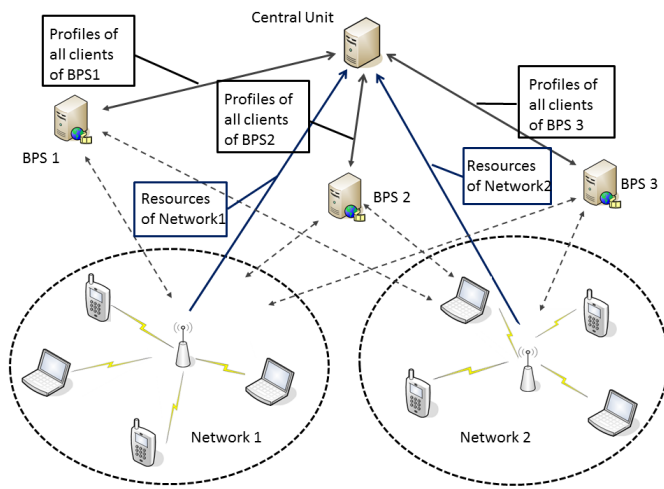 Central Unit
Profiles of
all clients
of BPS1
Profiles of
all clients
of BPS2
Profiles of
all clients
of BPS 3
BPS 1
Resources
of Network1
BPS 2
Resources
of Network2
BPS 3
Network 1
Network 2